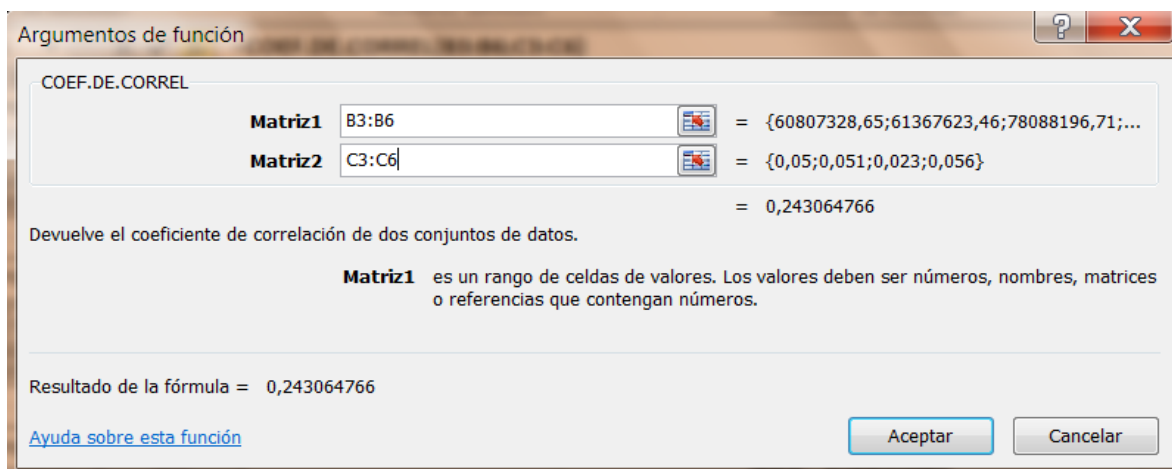 Argumentos de función
COEF.DE.CORREL
Matriz1 B3:B6 = {60807328,65;61367623,46;78088196,71;...
Matriz2 C3:C6 = {0,05;0,051;0,023;0,056}
= 0,243064766
Devuelve el coeficiente de correlación de dos conjuntos de datos.
Matriz1 es un rango de celdas de valores. Los valores deben ser números, nombres, matrices
o referencias que contengan números.
Resultado de la fórmula = 0,243064766
Ayuda sobre esta función
Aceptar Cancelar